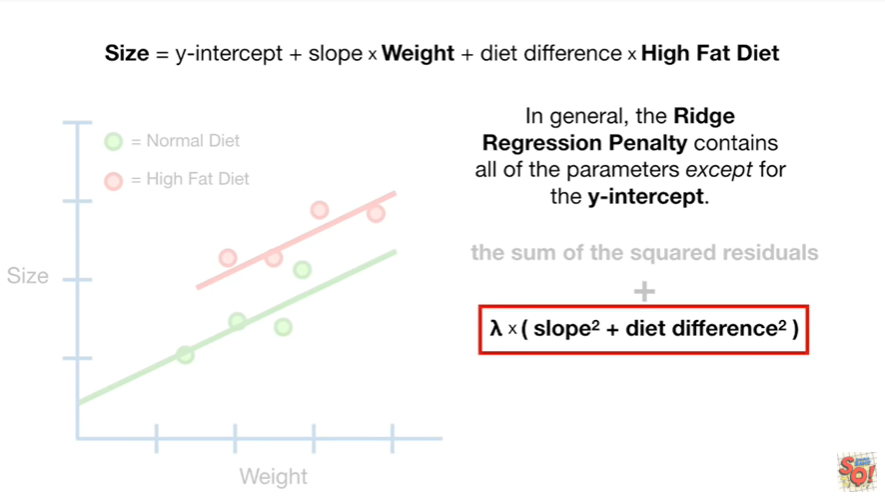 Size = y-intercept + slope x Weight + diet difference x High Fat Diet
= Normal Diet
= High Fat Diet
Size
Weight
In general, the Ridge
Regression Penalty contains
all of the parameters except for
the y-intercept.
the sum of the squared residuals
+
λ x ( slope² + diet difference² )
SQ!